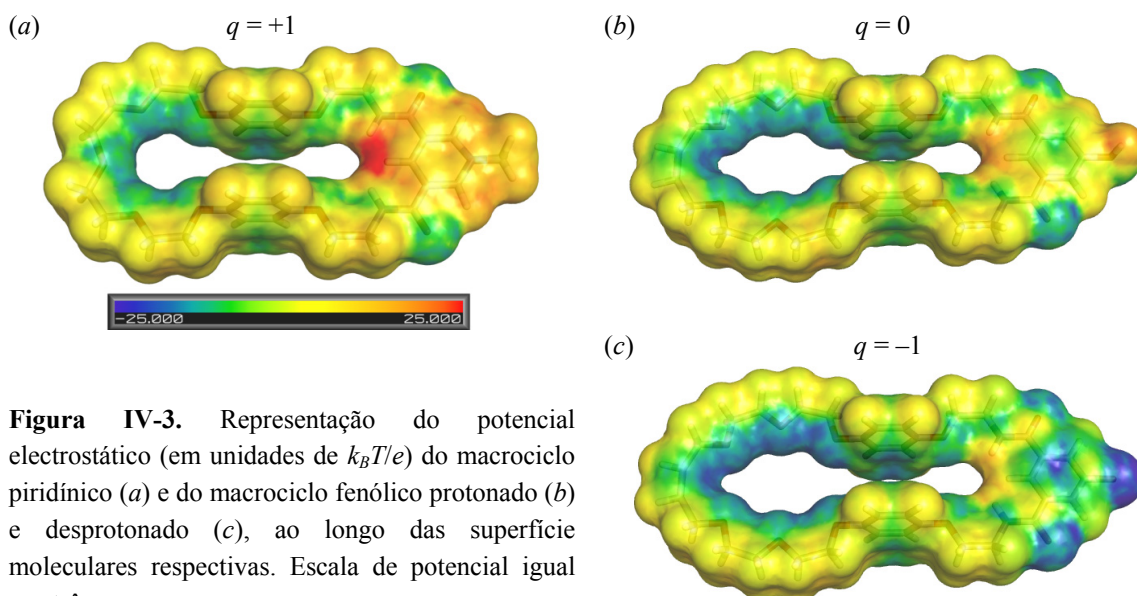 (a) q = +1
(b) q = 0
−25.000 25.000
(c) q = –1
Figura IV-3. Representação do potencial
electrostático (em unidades de kBT/e) do macrociclo
piridínico (a) e do macrociclo fenólico protonado (b)
e desprotonado (c), ao longo das superfície
moleculares respectivas. Escala de potencial igual